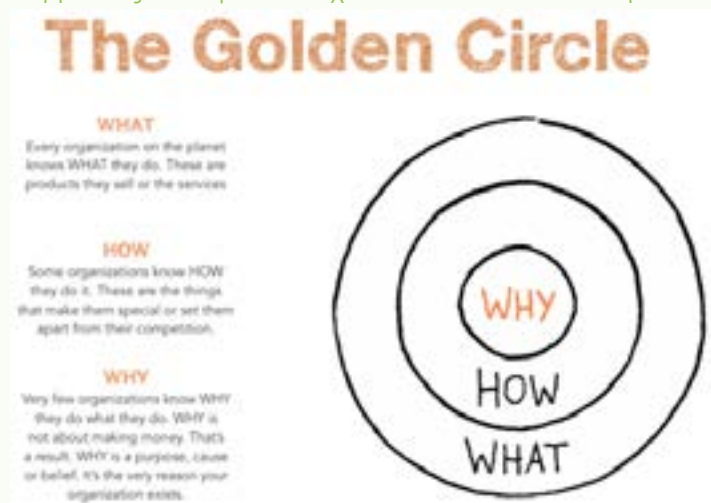 The Golden Circle
WHAT
Every organization on the planet
knows WHAT they do. These are
products they sell or the services
HOW
Some organizations know HOW
they do it. These are the things
that make them special or set them
apart from their competition.
WHY
Very few organizations know WHY
they do what they do. WHY is
not about making money. That's
a result. WHY is a purpose, cause
or belief. It's the very reason your
organization exists.
WHY
HOW
WHAT